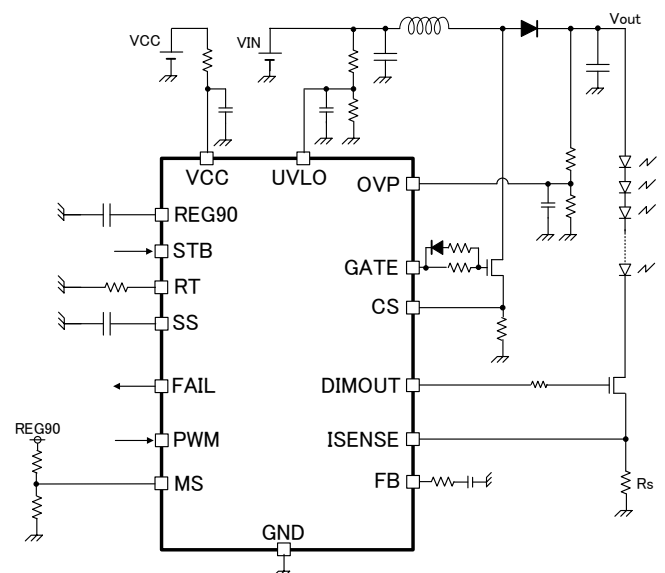 VCC
VIN
Vout
VCC
UVLO
OVP
REG90
STB
GATE
RT
CS
SS
FAIL
DIMOUT
REG90
PWM
ISENSE
MS
FB
Rs
GND